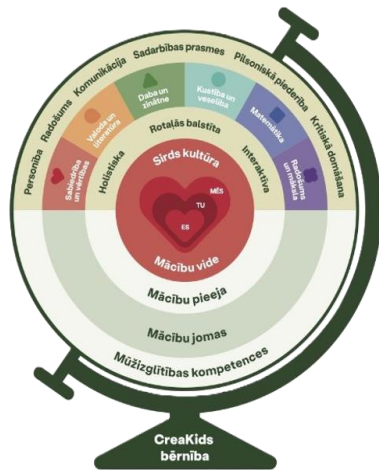 Personība
Radošums
Komunikācija
Sadarbības prasmes
Pilsoniskā piederība
Kritiskā domāšana
Sabiedrība
un vērtības
Valoda un
literatūra
Daba un
zinātne
Kustība un
veselība
Matemātika
Radošums
un māksla
Holistiska
Rotaļās balstīta
Interaktīva
Sirds kultūra
MĒS
TU
ES
Mācību vide
Mācību pieeja
Mācību jomas
Mūžizglītības kompetences
CreaKids
bērnība